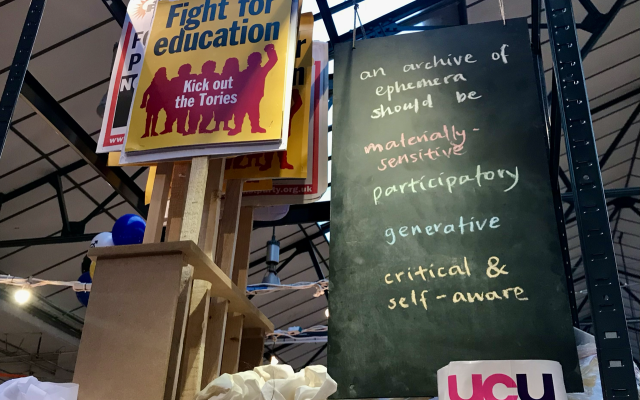 Fight for
education
Kick out
the Tories
an archive of
ephemera
should be
materially-
sensitive
participatory
generative
critical &
self-aware
UCU